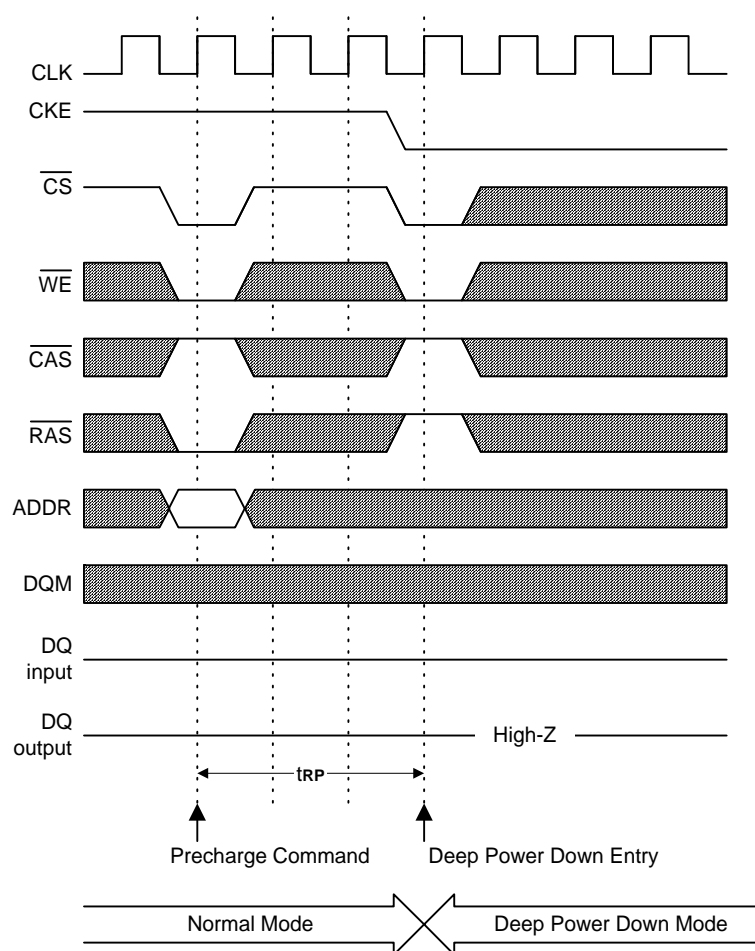 CLK
CKE
CS
WE
CAS
RAS
ADDR
DQM
DQ
input
DQ
output
High-Z
tRP
Precharge Command
Deep Power Down Entry
Normal Mode
Deep Power Down Mode